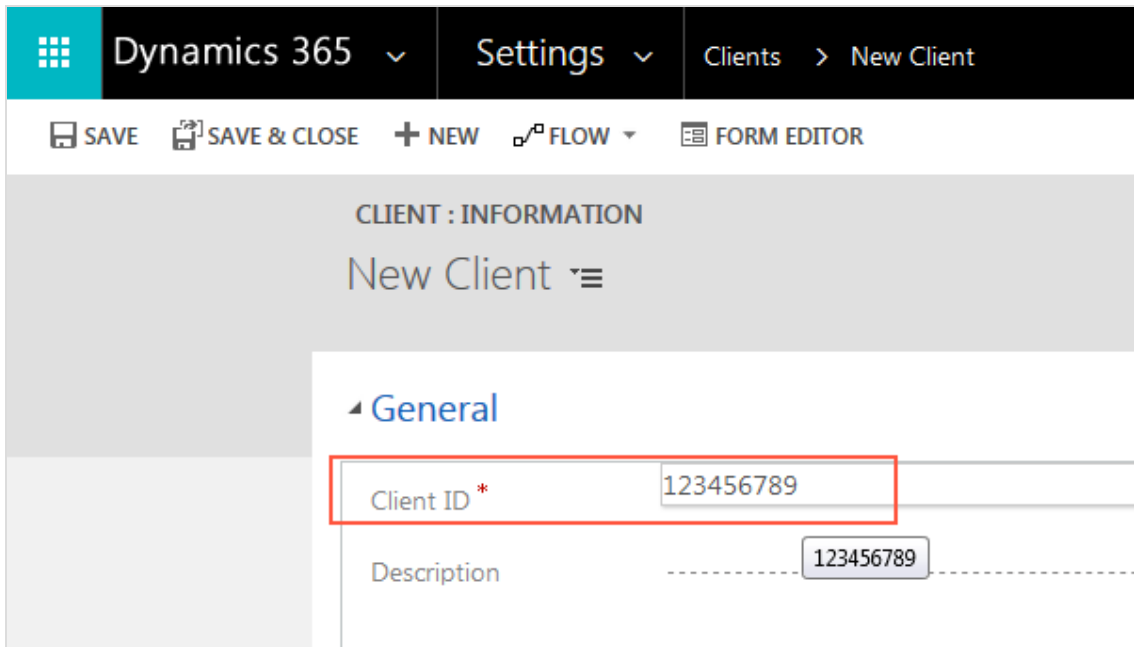 Dynamics 365 Settings Clients > New Client
SAVE SAVE & CLOSE NEW FLOW FORM EDITOR
CLIENT : INFORMATION
New Client
General
Client ID * 123456789
Description 123456789